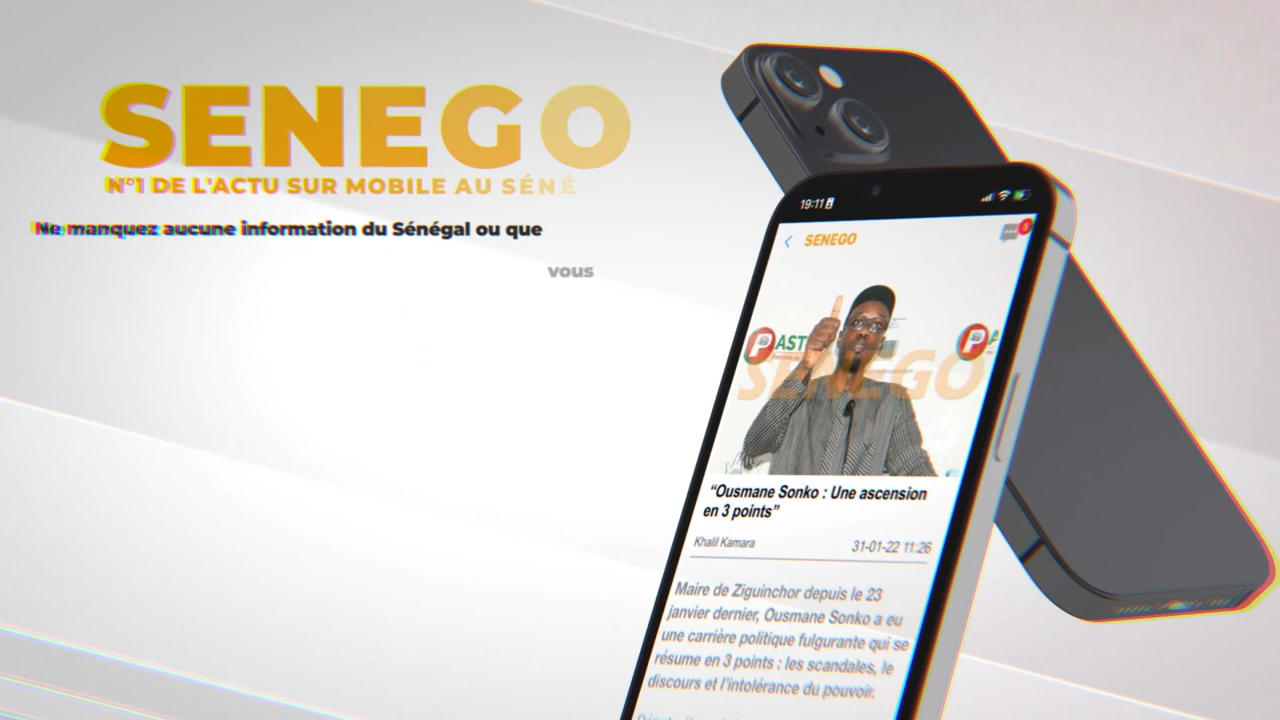 SENEGO
N°1 DE L'ACTU SUR MOBILE AU SÉNÉ
Ne manquez aucune information du Sénégal ou que
vous
19:11
SENEGO
5
PAST
P
SENEGO
“Ousmane Sonko : Une ascension
en 3 points”
Khalil Kamara 31-01-22 11:26
Maire de Ziguinchor depuis le 23
janvier dernier, Ousmane Sonko a eu
une carrière politique fulgurante qui se
résume en 3 points : les scandales, le
discours et l'intolérance du pouvoir.